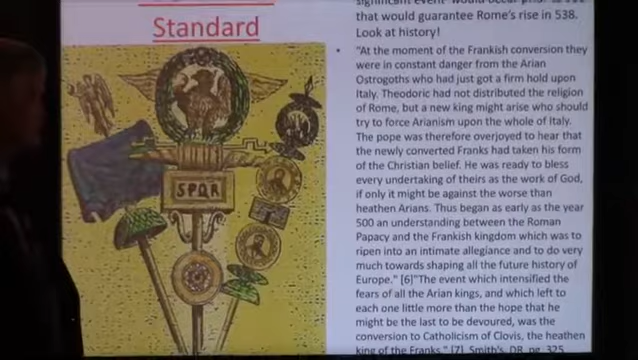 Standard
that would guarantee Rome's rise in 538.
Look at history!
• "At the moment of the Frankish conversion they
were in constant danger from the Arian
Ostrogoths who had just got a firm hold upon
Italy. Theodoric had not distributed the religion
of Rome, but a new king might arise who should
try to force Arianism upon the whole of Italy.
The pope was therefore overjoyed to hear that
the newly converted Franks had taken his form
of the Christian belief. He was ready to bless
every undertaking of theirs as the work of God,
if only it might be against the worse than
heathen Arians. Thus began as early as the year
500 an understanding between the Roman
Papacy and the Frankish kingdom which was to
ripen into an intimate allegiance and to do very
much towards shaping all the future history of
Europe." [6]"The event which intensified the
fears of all the Arian kings, and which left to
each one little more than the hope that he
might be the last to be devoured, was the
conversion to Catholicism of Clovis, the heathen
king of the Franks." [7] Smith's, DR, pg. 325
SPQR